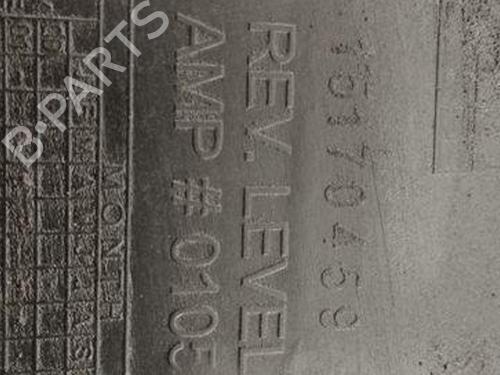 15170459
REV. LEVEL
AMP # 0105
MONTH
B-PARTS